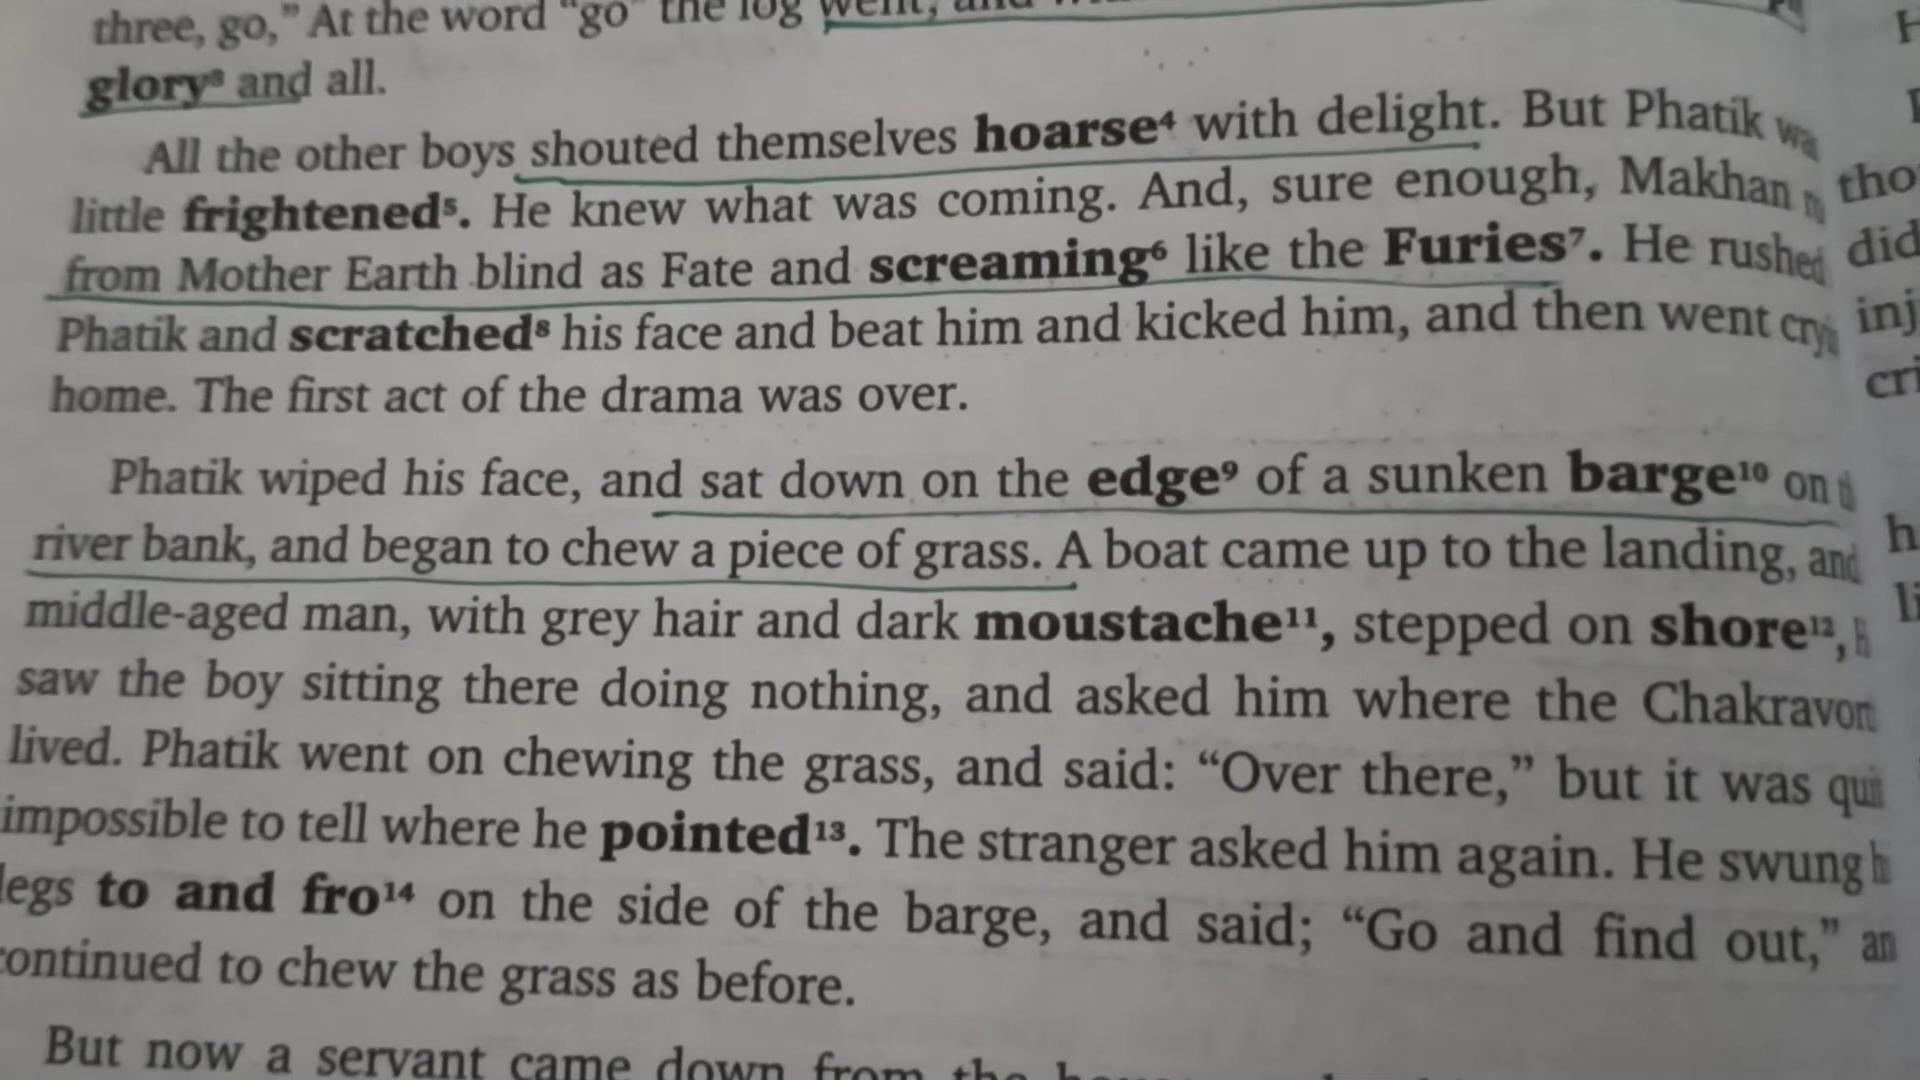 three, go,” At the word “go” the log went,
glory³ and all.
All the other boys shouted themselves hoarse⁴ with delight. But Phatik wa
little frightened⁵. He knew what was coming. And, sure enough, Makhan
from Mother Earth blind as Fate and screaming⁶ like the Furies⁷. He rushed
Phatik and scratched⁸ his face and beat him and kicked him, and then went
home. The first act of the drama was over.
Phatik wiped his face, and sat down on the edge⁹ of a sunken barge¹⁰ on
river bank, and began to chew a piece of grass. A boat came up to the landing, and
middle-aged man, with grey hair and dark moustache¹¹, stepped on shore¹²,
saw the boy sitting there doing nothing, and asked him where the Chakravort
lived. Phatik went on chewing the grass, and said: “Over there,” but it was
impossible to tell where he pointed¹³. The stranger asked him again. He swung
legs to and fro¹⁴ on the side of the barge, and said; “Go and find out,” an
continued to chew the grass as before.
But now a servant came down from the
tho
did
inj
cri
h